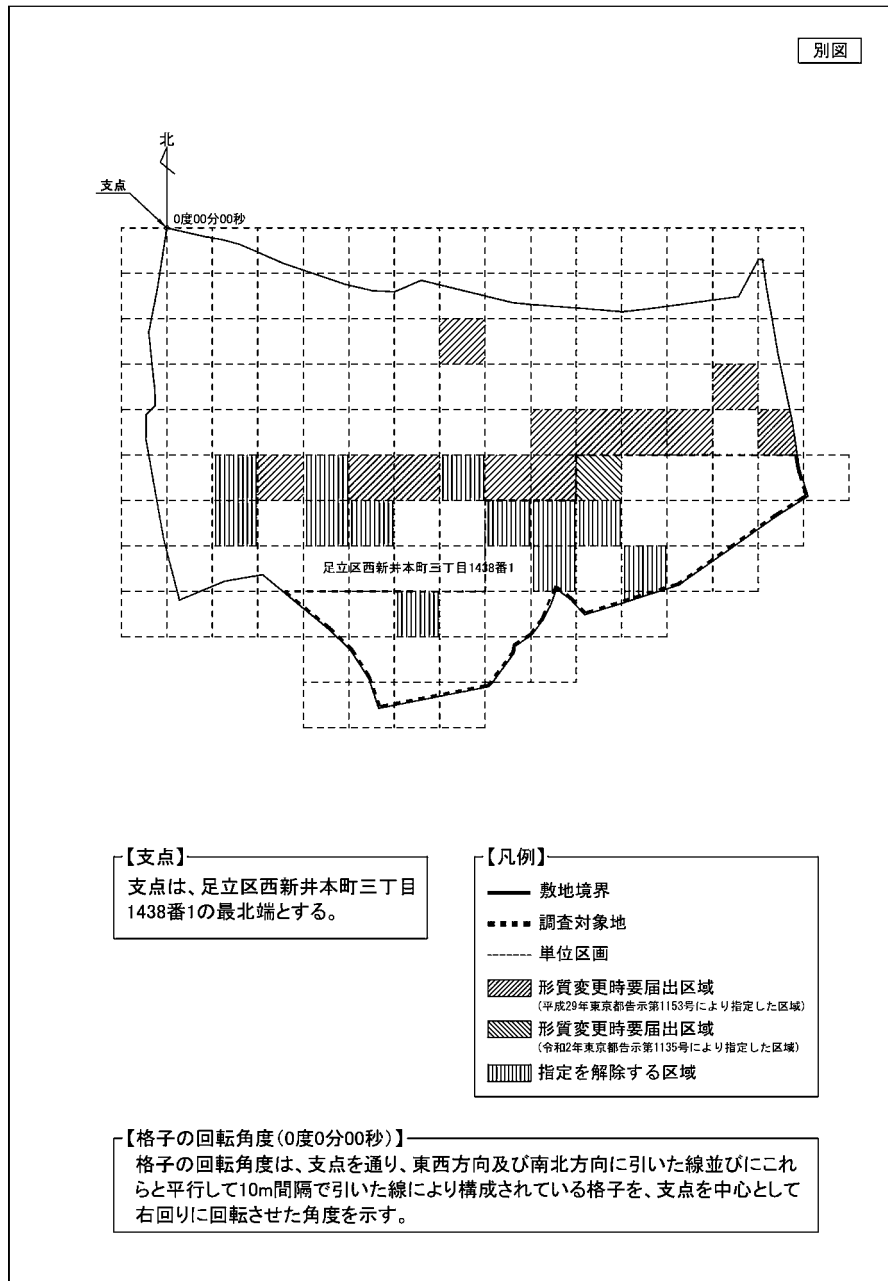 別図
北
支点
0度00分00秒
足立区西新井本町三丁目1438番1
【支点】
支点は、足立区西新井本町三丁目
1438番1の最北端とする。
【凡例】
敷地境界
調査対象地
単位区画
形質変更時要届出区域
(平成29年東京都告示第1153号により指定した区域)
形質変更時要届出区域
(令和2年東京都告示第1135号により指定した区域)
指定を解除する区域
【格子の回転角度(0度0分00秒)】
格子の回転角度は、支点を通り、東西方向及び南北方向に引いた線並びにこれ
らと平行して10m間隔で引いた線により構成されている格子を、支点を中心として
右回りに回転させた角度を示す。